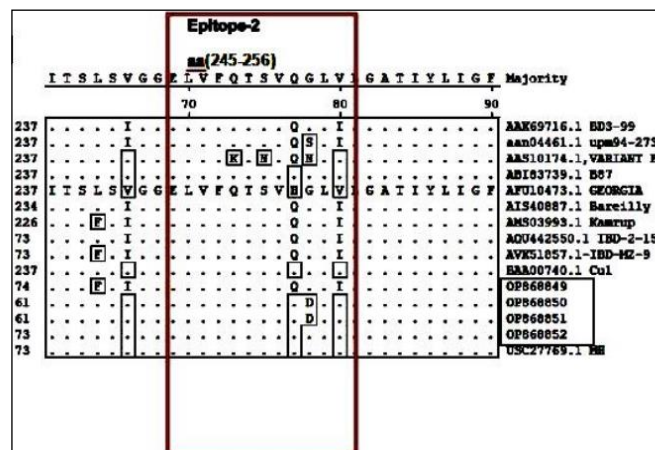 Epitope-2
aa(245-256)
I T S L S V G G E L V F Q T S V Q G L V L G A T I Y L I G F Majority
70 80 90
237 . . . . . I . . . . . . . . . . Q . . I . . . . . . . . . . AAK69716.1 BD3-99
237 . . . . . I . . . . . . . . . . Q S . I . . . . . . . . . . aan04461.1 upm94-273
237 . . . . . . . . . . . . K . N . Q N . . . . . . . . . . . . AAS10174.1,VARIANT E
237 . . . . . . . . . . . . . . . . . . . . . . . . . . . . . . ABI83739.1 B87
237 I T S L S V G G E L V F Q T S V H G L V L G A T I Y L I G F AFU10473.1 GEORGIA
234 . . . . . I . . . . . . . . . . Q . . I . . . . . . . . . . AIS40887.1 Bareilly
226 . . . F . I . . . . . . . . . . Q . . I . . . . . . . . . . AMS03993.1 Kamrup
73 . . . . . I . . . . . . . . . . Q . . I . . . . . . . . . . AQU442550.1 IBD-2-15
73 . . . F . I . . . . . . . . . . Q . . I . . . . . . . . . . AVK51857.1-IBD-MZ-9
237 . . . . . . . . . . . . . . . . . . . . . . . . . . . . . . BAA00740.1 Cu1
74 . . . F . I . . . . . . . . . . Q . . I . . . . . . . . . . OP868849
61 . . . . . . . . . . . . . . . . . D . . . . . . . . . . . . OP868850
61 . . . . . . . . . . . . . . . . . D . . . . . . . . . . . . OP868851
73 . . . . . . . . . . . . . . . . . . . . . . . . . . . . . . OP868852
73 . . . . . . . . . . . . . . . . . . . . . . . . . . . . . . USC27769.1